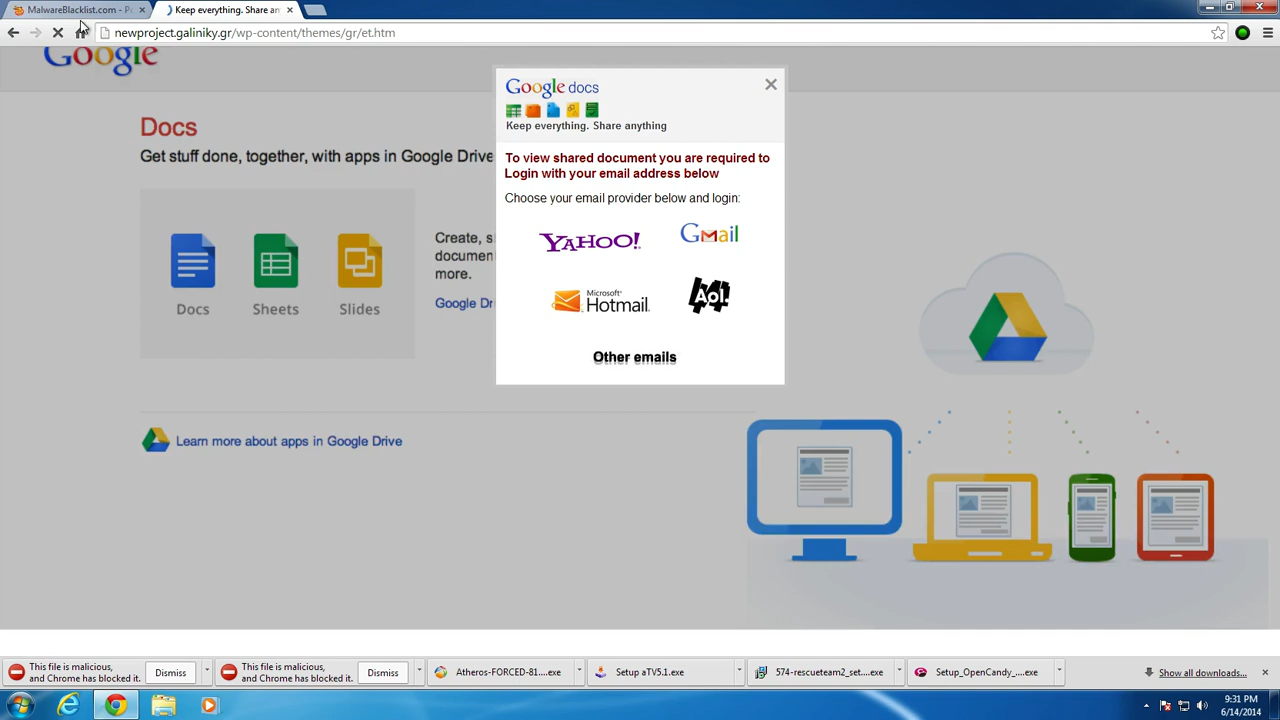 MalwareBlacklist.com - P
Keep everything. Share an
newproject.galiniky.gr/wp-content/themes/gr/et.htm
Google
Docs
Get stuff done, together, with apps in Google Drive
Docs
Sheets
Slides
Create, s
documen
more.
Google Dr
Learn more about apps in Google Drive
Google docs
Keep everything. Share anything
To view shared document you are required to
Login with your email address below
Choose your email provider below and login:
YAHOO!
Gmail
Microsoft®
Hotmail.
Aol
Other emails
This file is malicious,
and Chrome has blocked it.
Dismiss
This file is malicious,
and Chrome has blocked it.
Dismiss
Atheros-FORCED-81....exe
Setup aTV5.1.exe
574-rescueteam2_set....exe
Setup_OpenCandy_....exe
Show all downloads...
9:31 PM
6/14/2014